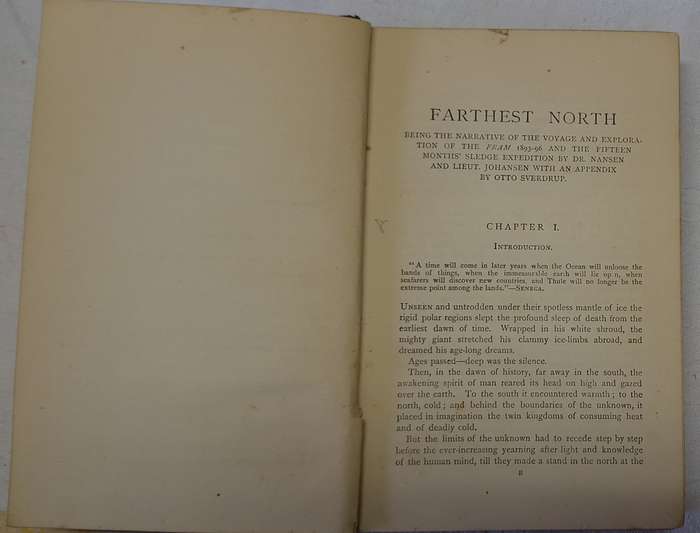 FARTHEST NORTH
BEING THE NARRATIVE OF THE VOYAGE AND EXPLORA-
TION OF THE FRAM 1893-96 AND THE FIFTEEN
MONTHS' SLEDGE EXPEDITION BY DR. NANSEN
AND LIEUT. JOHANSEN WITH AN APPENDIX
BY OTTO SVERDRUP.
CHAPTER I.
INTRODUCTION.
"A time will come in later years when the Ocean will unloose the
bands of things, when the immeasurable earth will lie open, when
seafarers will discover new countries, and Thule will no longer be the
extreme point among the lands."—SENECA.
UNSEEN and untrodden under their spotless mantle of ice the
rigid polar regions slept the profound sleep of death from the
earliest dawn of time. Wrapped in his white shroud, the
mighty giant stretched his clammy ice-limbs abroad, and
dreamed his age-long dreams.
Ages passed—deep was the silence.
Then, in the dawn of history, far away in the south, the
awakening spirit of man reared its head on high and gazed
over the earth. To the south it encountered warmth; to the
north, cold; and behind the boundaries of the unknown, it
placed in imagination the twin kingdoms of consuming heat
and of deadly cold.
But the limits of the unknown had to recede step by step
before the ever-increasing yearning after light and knowledge
of the human mind, till they made a stand in the north at the
B